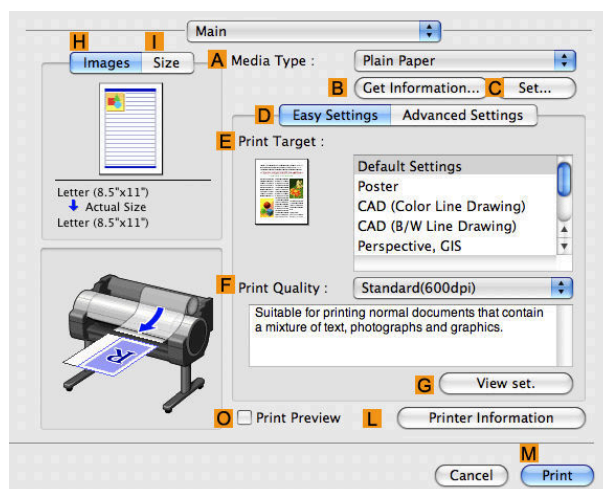 Main
H
I
Images
Size
A
Media Type :
Plain Paper
B
Get Information...
C
Set...
D
Easy Settings
Advanced Settings
E
Print Target :
Default Settings
Poster
CAD (Color Line Drawing)
CAD (B/W Line Drawing)
Perspective, GIS
Letter (8.5"x11")
Actual Size
Letter (8.5"x11")
F
Print Quality :
Standard(600dpi)
Suitable for printing normal documents that contain
a mixture of text, photographs and graphics.
R
G
View set.
O
Print Preview
L
Printer Information
M
Cancel
Print